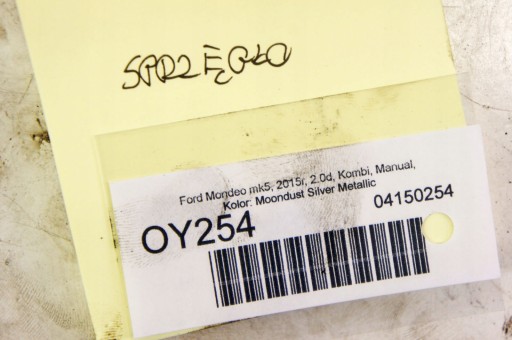 SPRZĘGŁO
Ford Mondeo mk5, 2015r, 2.0d, Kombi, Manual,
Kolor: Moondust Silver Metallic
04150254
OY254